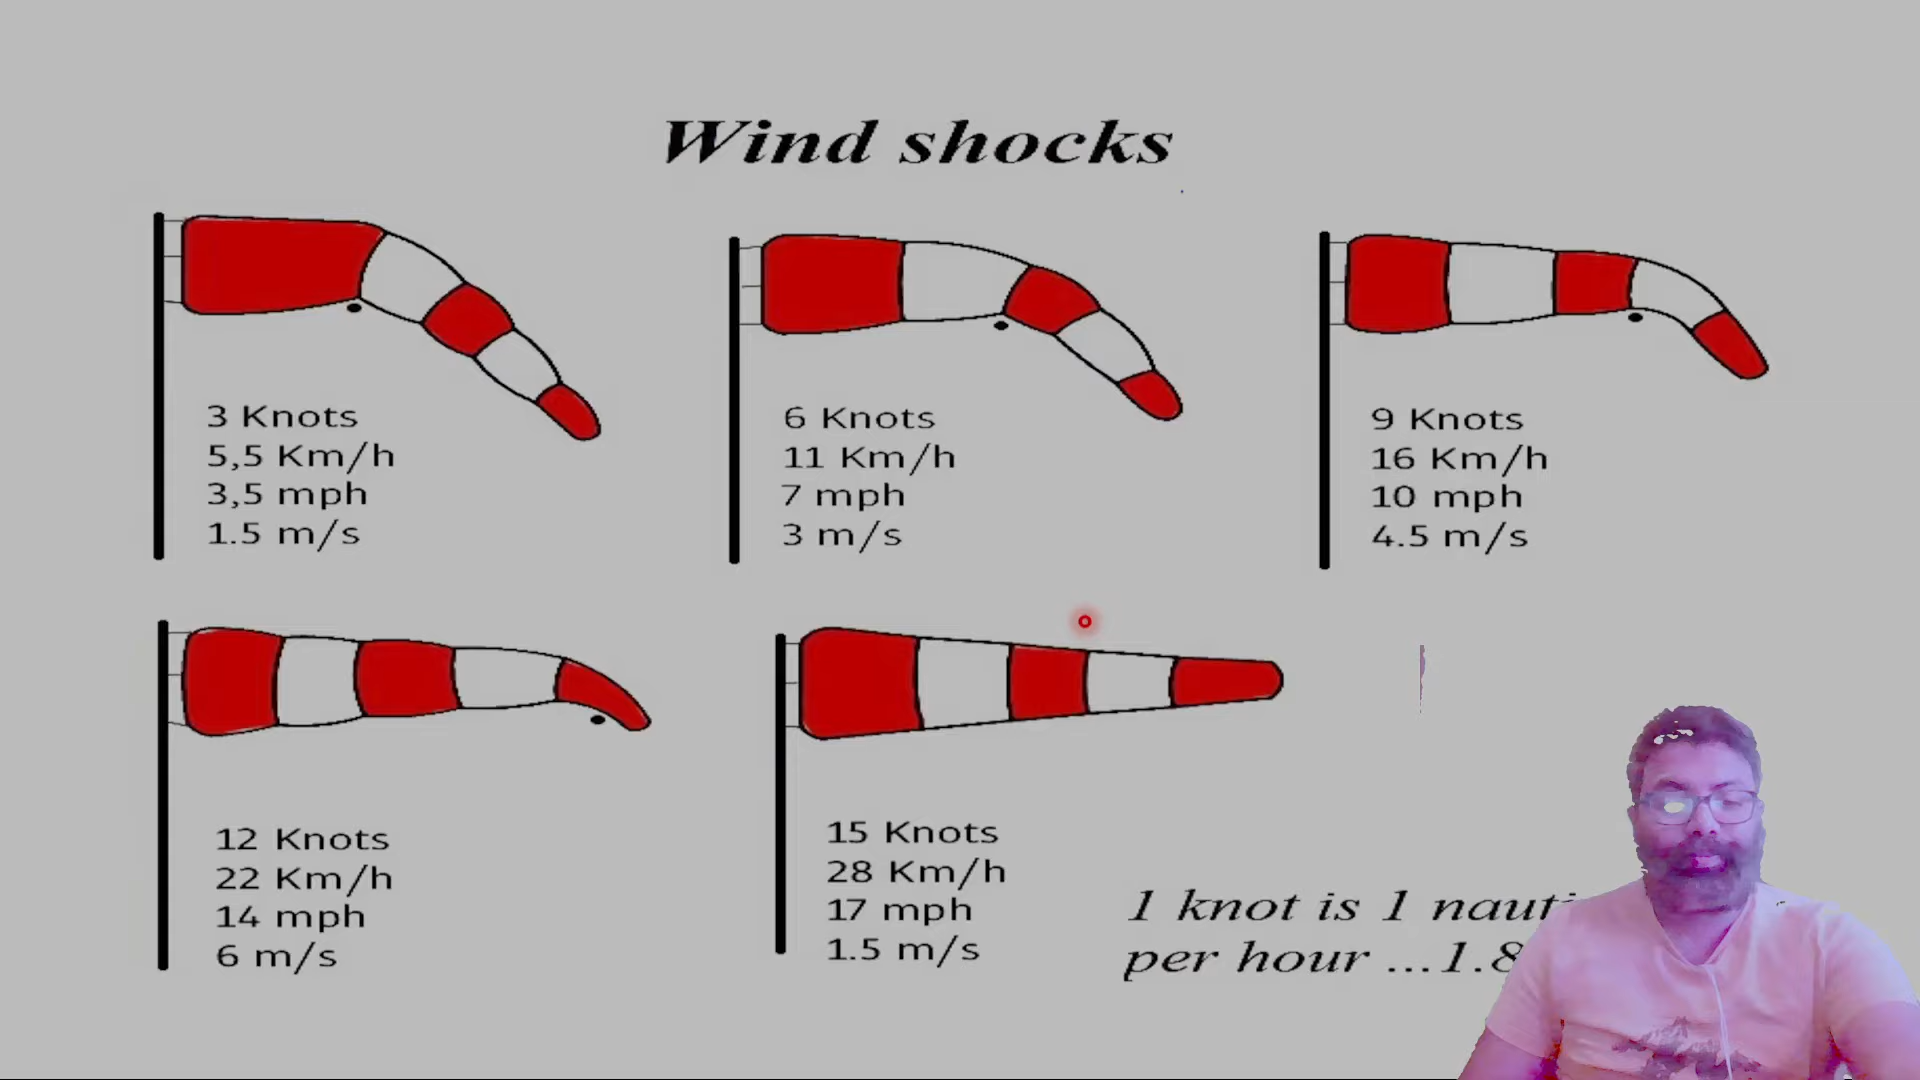 Wind shocks
3 Knots
5,5 Km/h
3,5 mph
1.5 m/s
6 Knots
11 Km/h
7 mph
3 m/s
9 Knots
16 Km/h
10 mph
4.5 m/s
12 Knots
22 Km/h
14 mph
6 m/s
15 Knots
28 Km/h
17 mph
1.5 m/s
1 knot is 1
per hour ...